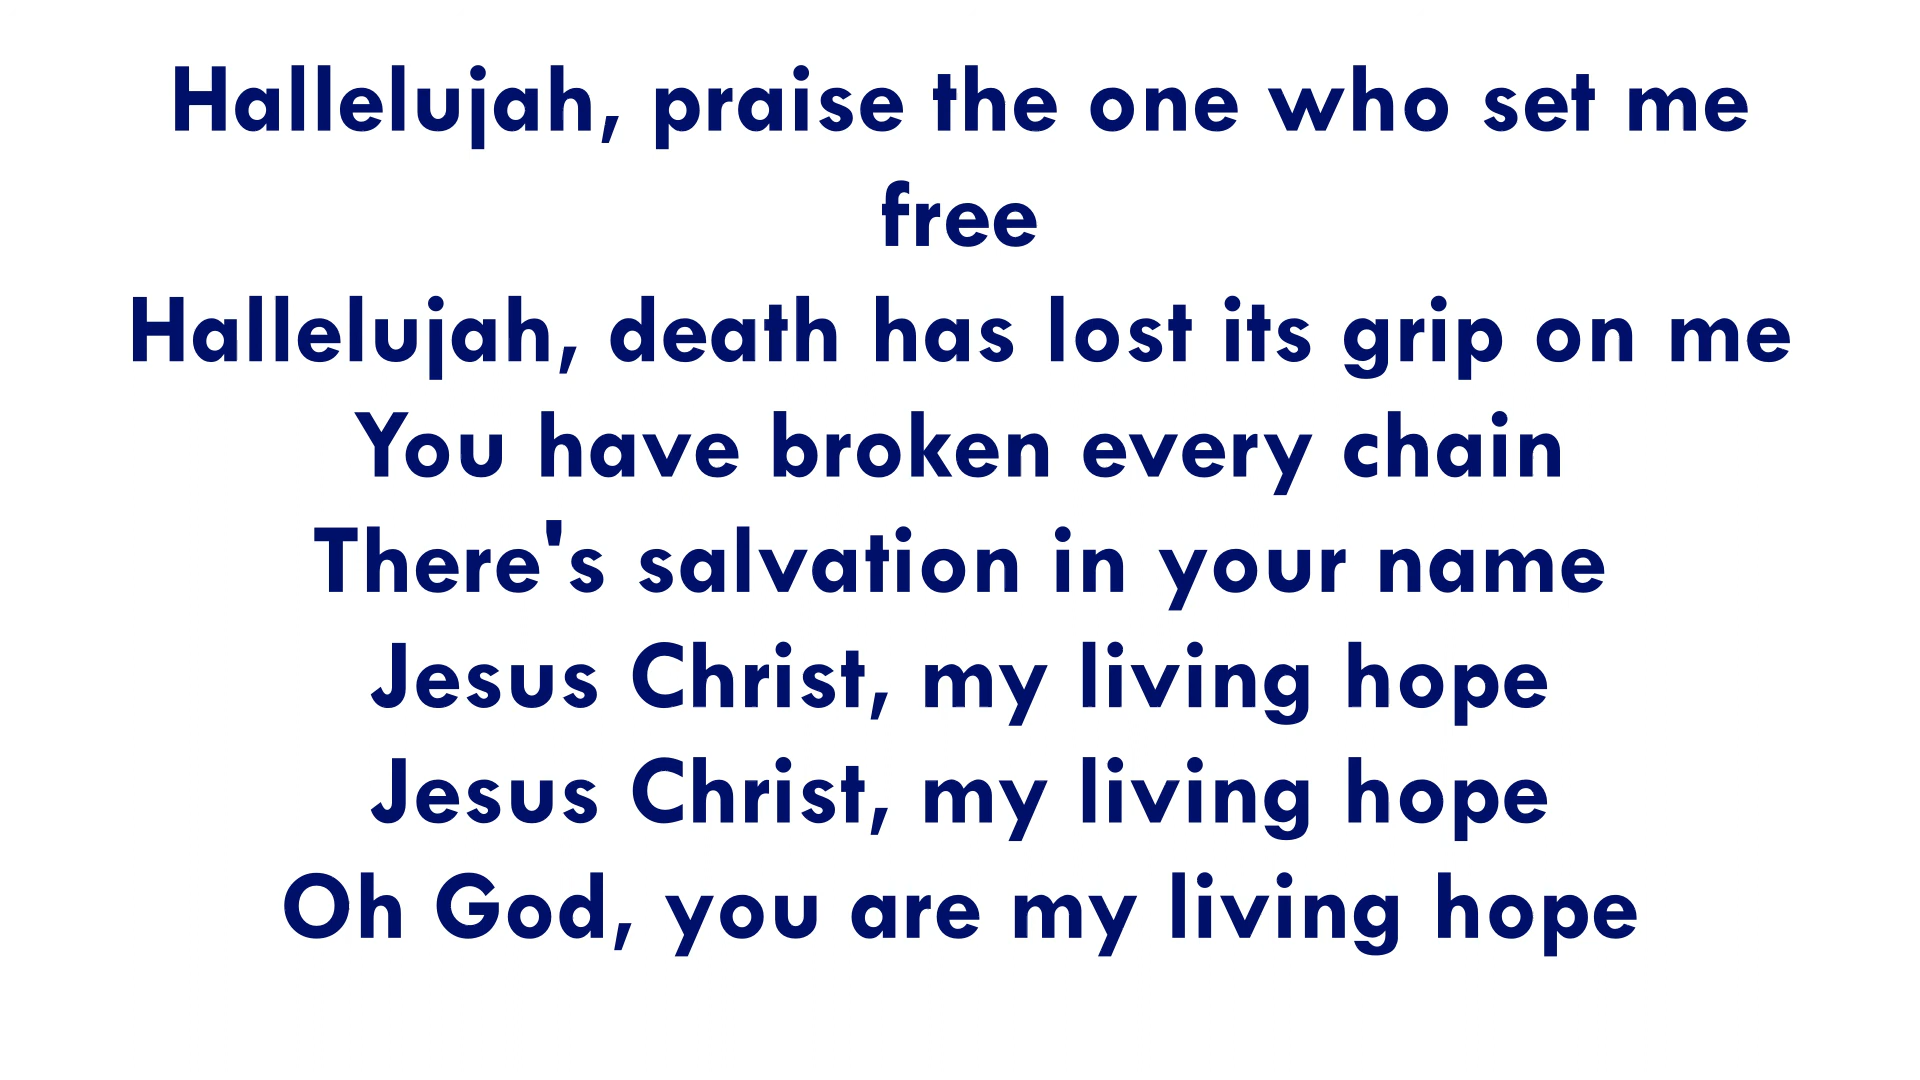 Hallelujah, praise the one who set me
free
Hallelujah, death has lost its grip on me
You have broken every chain
There's salvation in your name
Jesus Christ, my living hope
Jesus Christ, my living hope
Oh God, you are my living hope